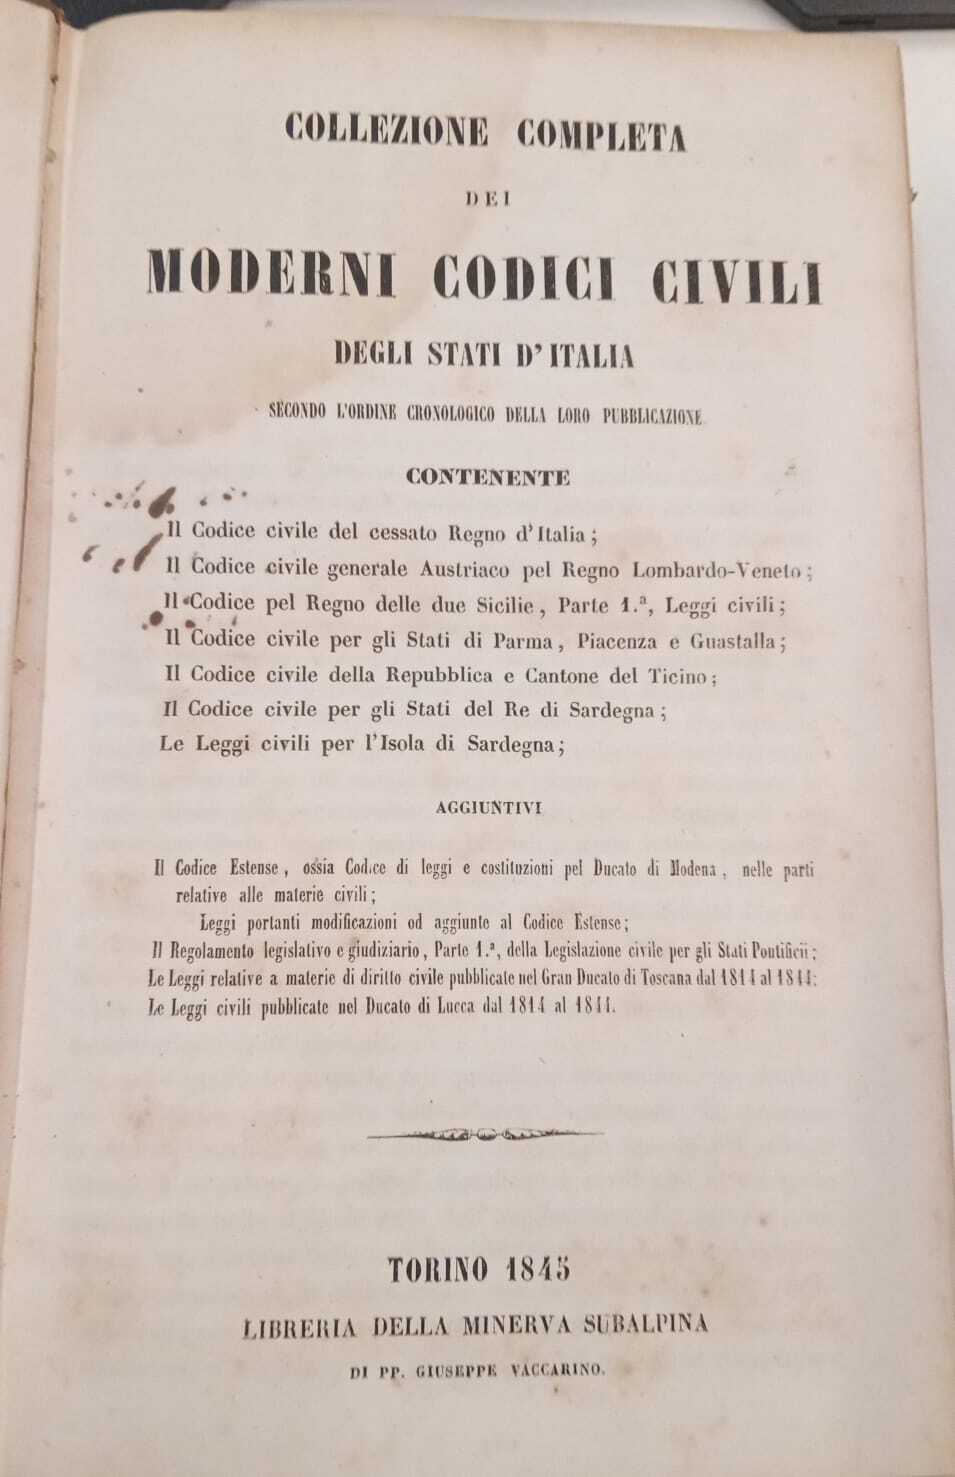 COLLEZIONE COMPLETA
DEI
MODERNI CODICI CIVILI
DEGLI STATI D'ITALIA
SECONDO L'ORDINE CRONOLOGICO DELLA LORO PUBBLICAZIONE
CONTENENTE
Il Codice civile del cessato Regno d'Italia;
Il Codice civile generale Austriaco pel Regno Lombardo-Veneto;
Il Codice pel Regno delle due Sicilie, Parte 1.ª, Leggi civili;
Il Codice civile per gli Stati di Parma, Piacenza e Guastalla;
Il Codice civile della Repubblica e Cantone del Ticino;
Il Codice civile per gli Stati del Re di Sardegna;
Le Leggi civili per l'Isola di Sardegna;
AGGIUNTIVI
Il Codice Estense, ossia Codice di leggi e costituzioni pel Ducato di Modena, nelle parti
relative alle materie civili;
Leggi portanti modificazioni od aggiunte al Codice Estense;
Il Regolamento legislativo e giudiziario, Parte 1.ª, della Legislazione civile per gli Stati Pontificii;
Le Leggi relative a materie di diritto civile pubblicate nel Gran Ducato di Toscana dal 1814 al 1844;
Le Leggi civili pubblicate nel Ducato di Lucca dal 1814 al 1844.
TORINO 1845
LIBRERIA DELLA MINERVA SUBALPINA
DI PP. GIUSEPPE VACCARINO.